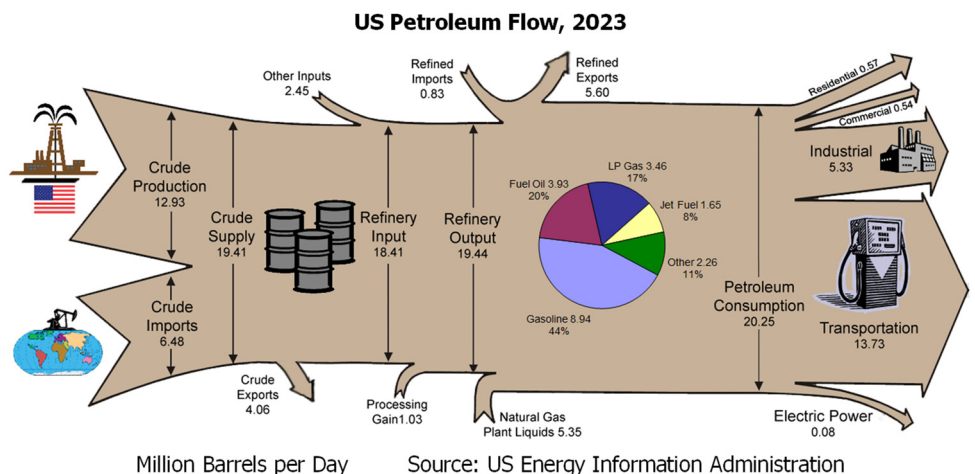 US Petroleum Flow, 2023
Other Inputs
2.45
Refined
Imports
0.83
Refined
Exports
5.60
Residential 0.57
Commercial 0.54
Industrial
5.33
Crude
Production
12.93
Crude
Supply
19.41
Refinery
Input
18.41
Refinery
Output
19.44
LP Gas 3.46
17%
Fuel Oil 3.93
20%
Jet Fuel 1.65
8%
Other 2.26
11%
Gasoline 8.94
44%
Petroleum
Consumption
20.25
Transportation
13.73
Crude
Imports
6.48
Crude
Exports
4.06
Processing
Gain1.03
Natural Gas
Plant Liquids 5.35
Electric Power
0.08
Million Barrels per Day
Source: US Energy Information Administration